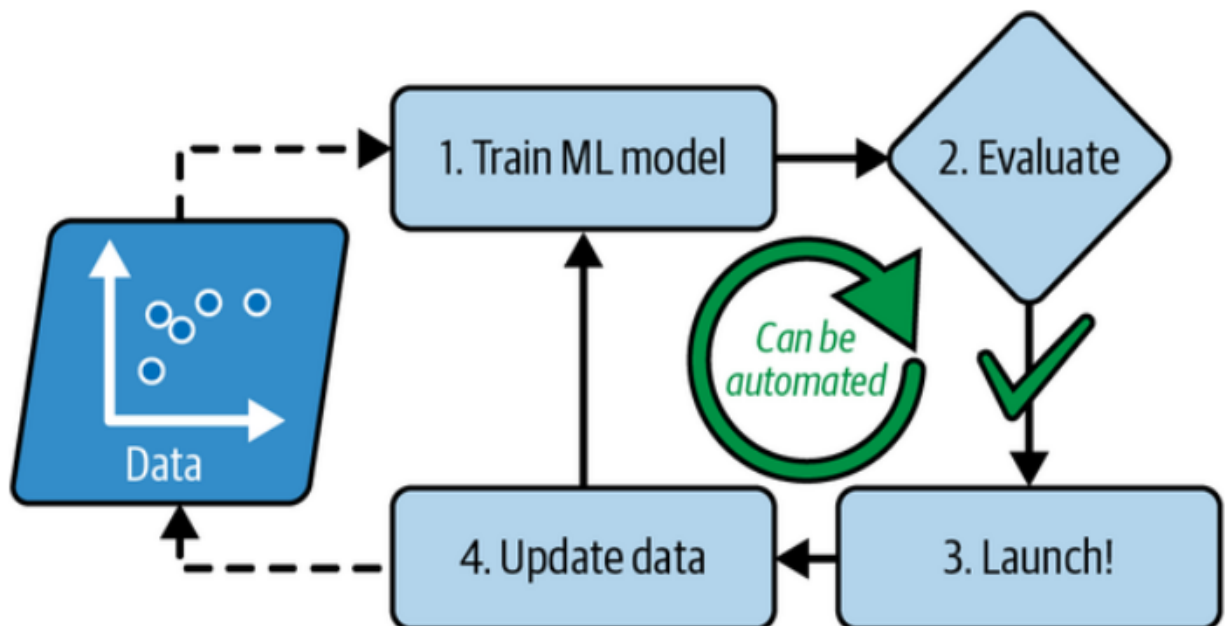 1. Train ML model
2. Evaluate
Can be
automated
Data
4. Update data
3. Launch!